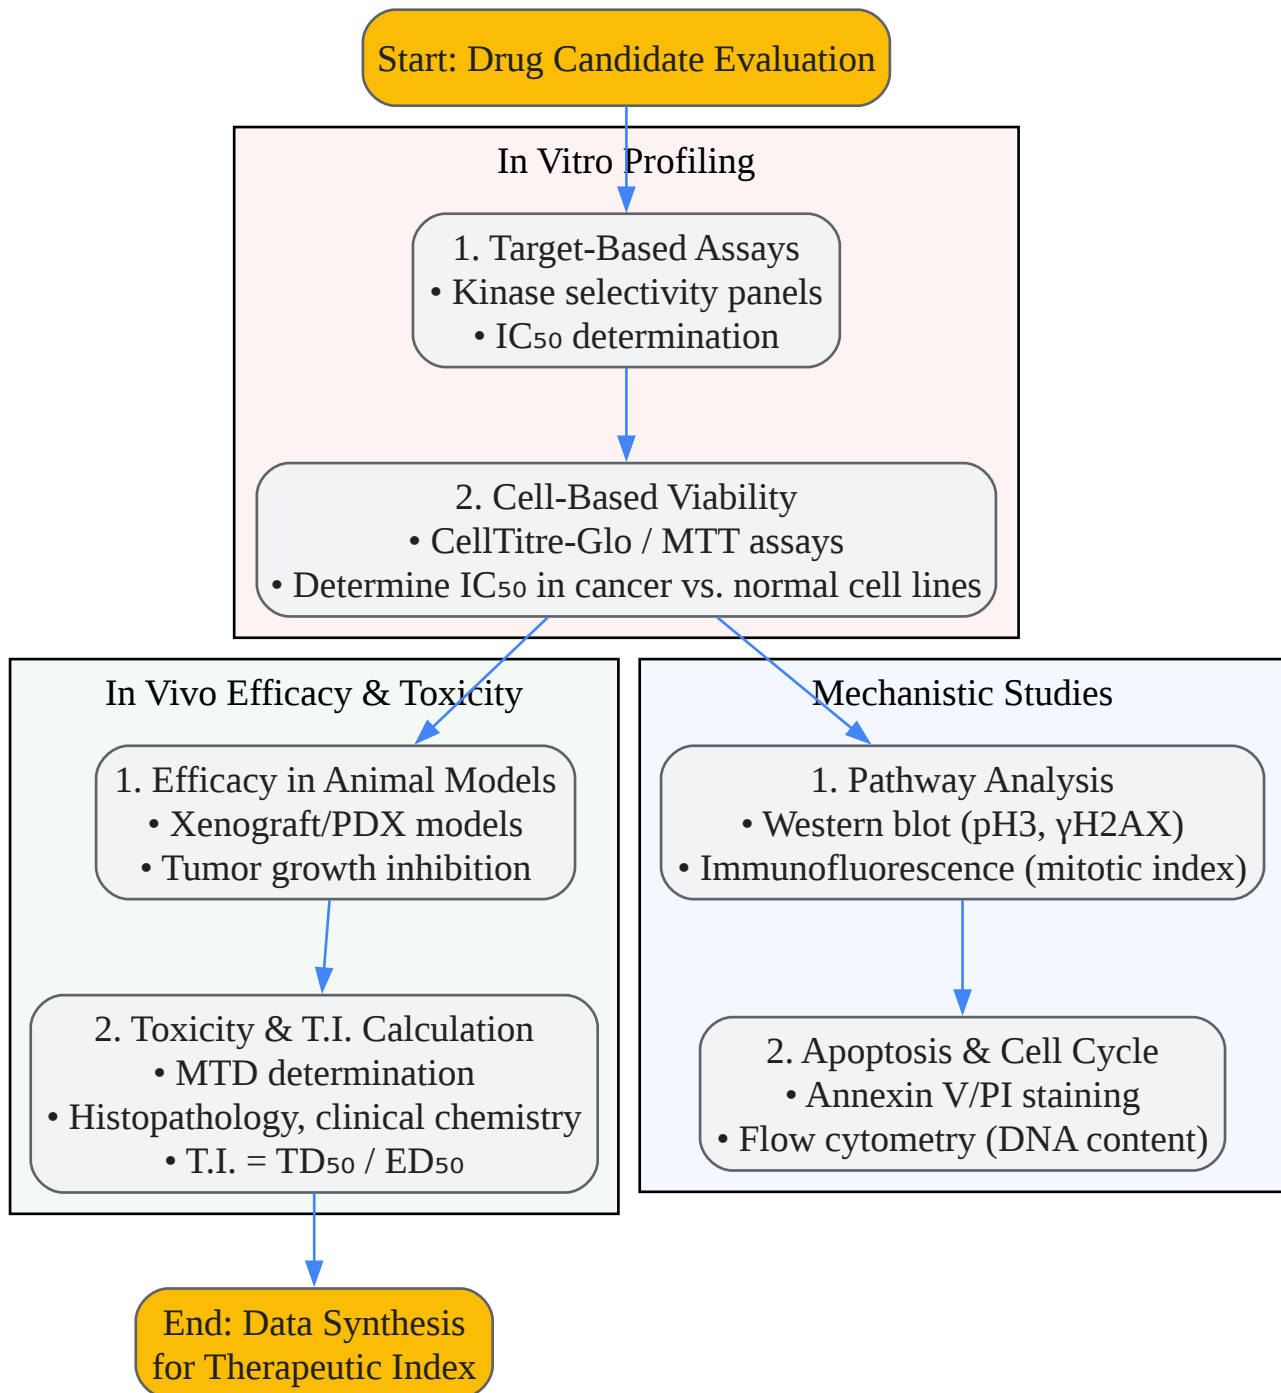 Start: Drug Candidate Evaluation
In Vitro Profiling
1. Target-Based Assays
• Kinase selectivity panels
• IC₅₀ determination
2. Cell-Based Viability
• CellTitre-Glo / MTT assays
• Determine IC₅₀ in cancer vs. normal cell lines
In Vivo Efficacy & Toxicity
1. Efficacy in Animal Models
• Xenograft/PDX models
• Tumor growth inhibition
2. Toxicity & T.I. Calculation
• MTD determination
• Histopathology, clinical chemistry
• T.I. = TD₅₀ / ED₅₀
Mechanistic Studies
1. Pathway Analysis
• Western blot (pH3, γH2AX)
• Immunofluorescence (mitotic index)
2. Apoptosis & Cell Cycle
• Annexin V/PI staining
• Flow cytometry (DNA content)
End: Data Synthesis
for Therapeutic Index